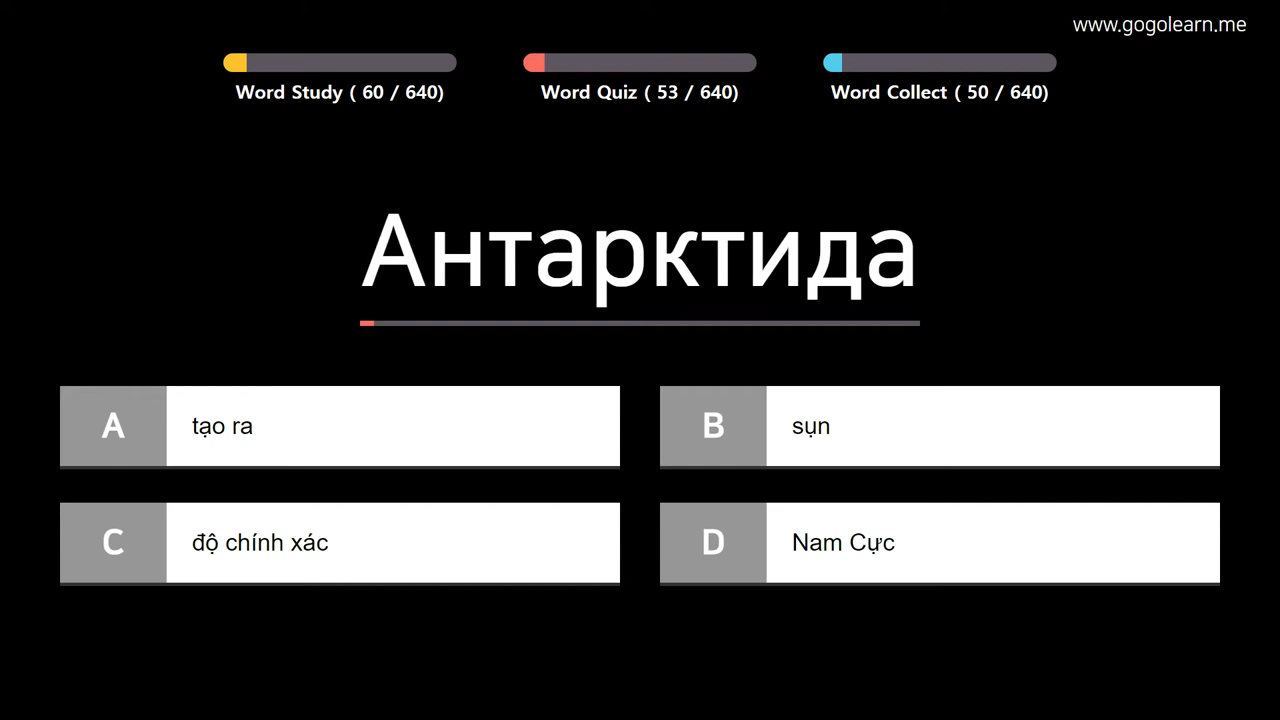 www.gogolearn.me
Word Study ( 60 / 640)
Word Quiz ( 53 / 640)
Word Collect ( 50 / 640)
Антарктида
A
tạo ra
B
sụn
C
độ chính xác
D
Nam Cực